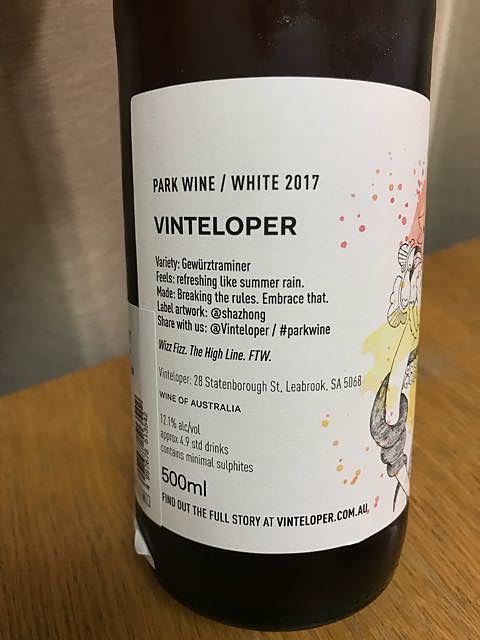 PARK WINE / WHITE 2017
VINTELOPER
Variety: Gewürztraminer
Feels: refreshing like summer rain.
Made: Breaking the rules. Embrace that.
Label artwork: @shazhong
Share with us: @Vinteloper / #parkwine
Wizz Fizz. The High Line. FTW.
Vinteloper: 28 Statenborough St, Leabrook, SA 5068
WINE OF AUSTRALIA
12.1% alc/vol
approx 4.9 std drinks
contains minimal sulphites
500ml
FIND OUT THE FULL STORY AT VINTELOPER.COM.AU